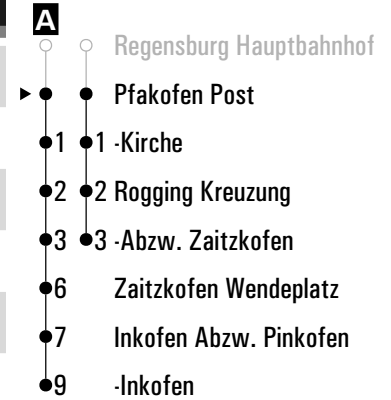 A
Regensburg Hauptbahnhof
Pfakofen Post
1 1 -Kirche
2 2 Rogging Kreuzung
3 3 -Abzw. Zaitzkofen
6 Zaitzkofen Wendeplatz
7 Inkofen Abzw. Pinkofen
9 -Inkofen